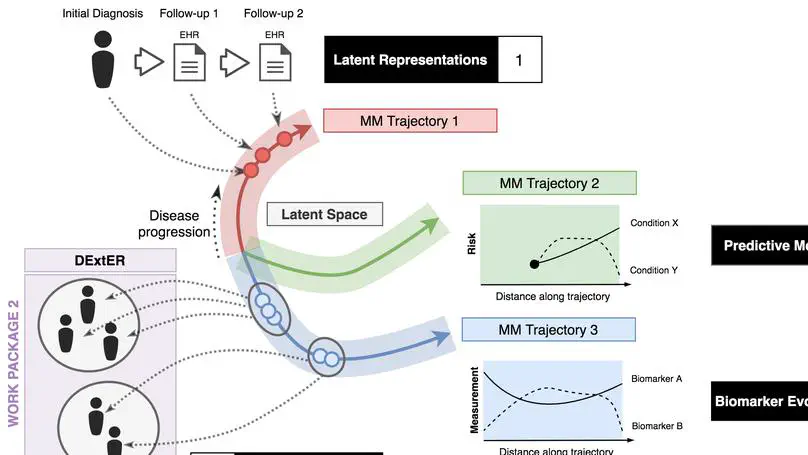 Initial Diagnosis
Follow-up 1
Follow-up 2
EHR
EHR
Latent Representations
1
MM Trajectory 1
MM Trajectory 2
Latent Space
Disease
progression
Risk
Condition X
Condition Y
Distance along trajectory
Predictive
DExtER
WORK PACKAGE 2
MM Trajectory 3
Measurement
Biomarker A
Biomarker B
Distance along trajectory
Biomarker